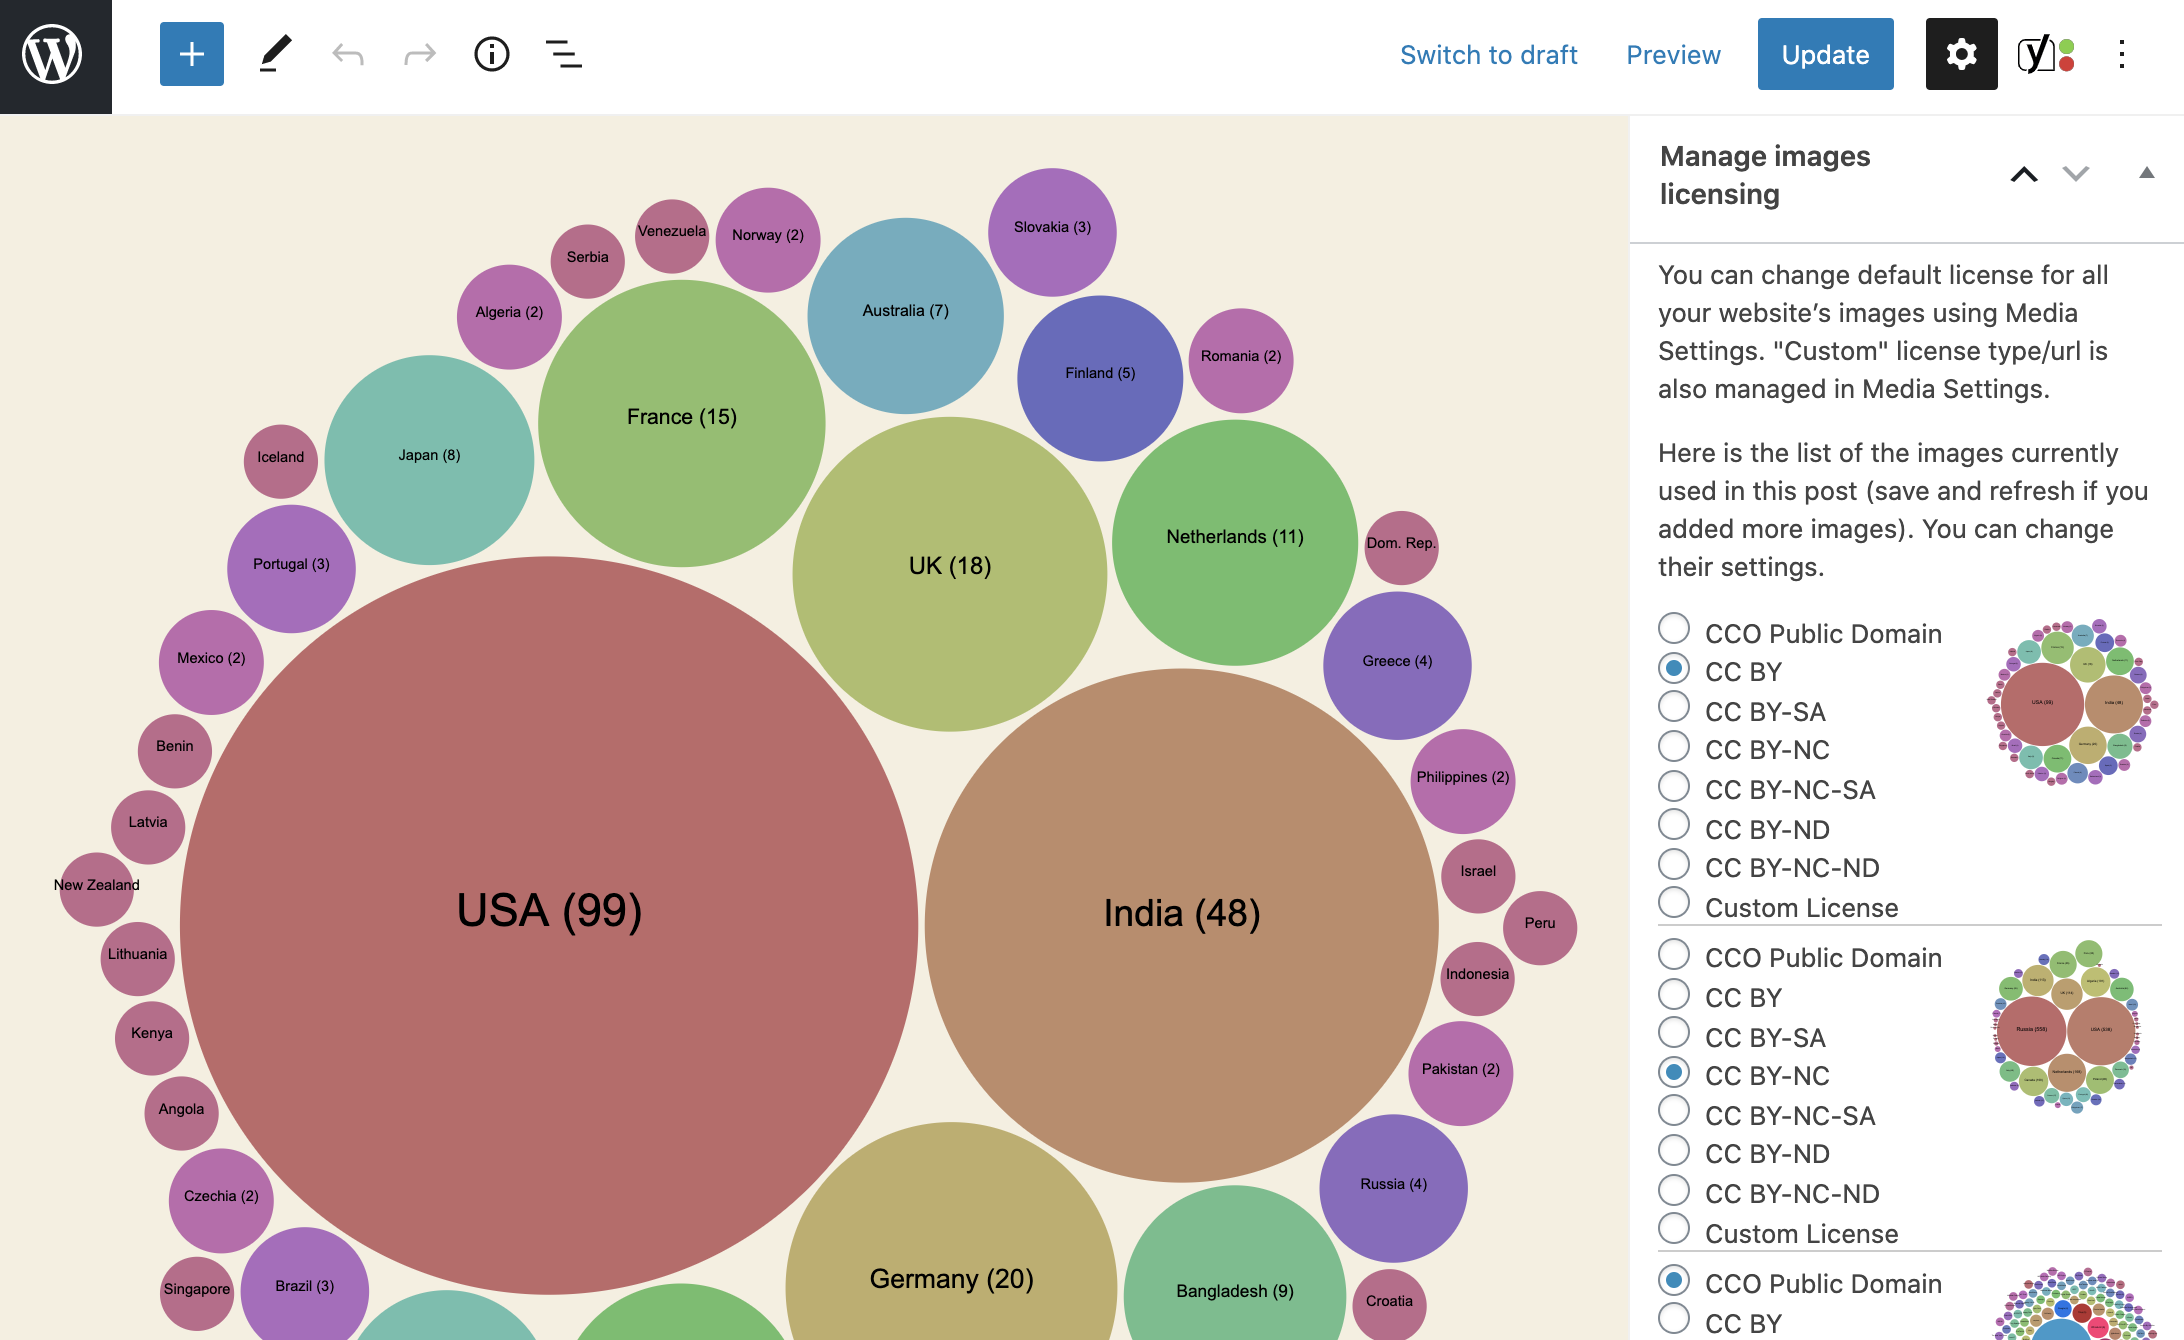 Switch to draft
Preview
Update
Slovakia (3)
Venezuela
Norway (2)
Serbia
Algeria (2)
Australia (7)
Romania (2)
Finland (5)
France (15)
Japan (8)
Iceland
Netherlands (11)
Dom. Rep.
Portugal (3)
UK (18)
Mexico (2)
Greece (4)
Benin
Philippines (2)
Latvia
Israel
New Zealand
USA (99)
India (48)
Peru
Lithuania
Indonesia
Kenya
Pakistan (2)
Angola
Czechia (2)
Russia (4)
Singapore
Brazil (3)
Germany (20)
Bangladesh (9)
Croatia
Manage images
licensing
You can change default license for all
your website’s images using Media
Settings. "Custom" license type/url is
also managed in Media Settings.
Here is the list of the images currently
used in this post (save and refresh if you
added more images). You can change
their settings.
CCO Public Domain
CC BY
CC BY-SA
CC BY-NC
CC BY-NC-SA
CC BY-ND
CC BY-NC-ND
Custom License
USA (99)
India (48)
CCO Public Domain
CC BY
CC BY-SA
CC BY-NC
CC BY-NC-SA
CC BY-ND
CC BY-NC-ND
Custom License
CCO Public Domain
CC BY